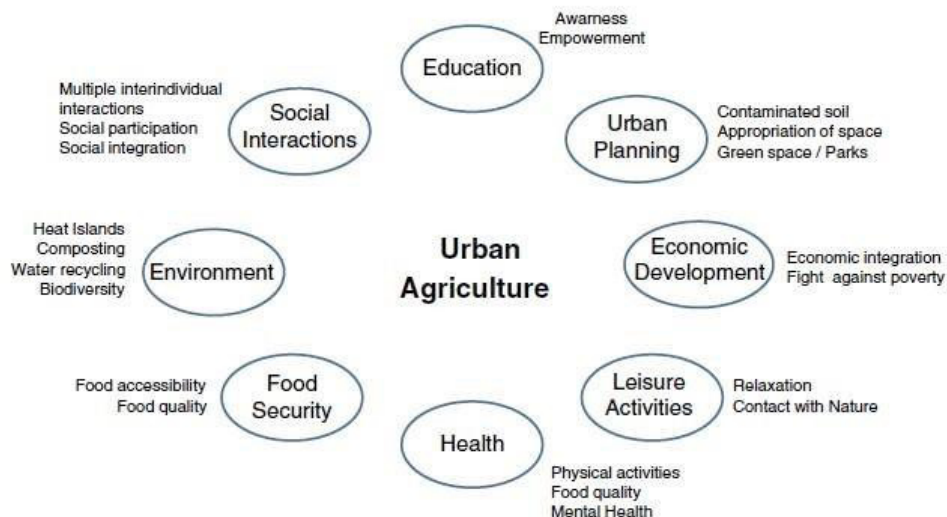 Awarness
Empowerment
Education
Multiple interindividual
interactions
Social participation
Social integration
Social
Interactions
Urban
Planning
Contaminated soil
Appropriation of space
Green space / Parks
Heat Islands
Composting
Water recycling
Biodiversity
Environment
Urban
Agriculture
Economic
Development
Economic integration
Fight against poverty
Food accessibility
Food quality
Food
Security
Leisure
Activities
Relaxation
Contact with Nature
Health
Physical activities
Food quality
Mental Health